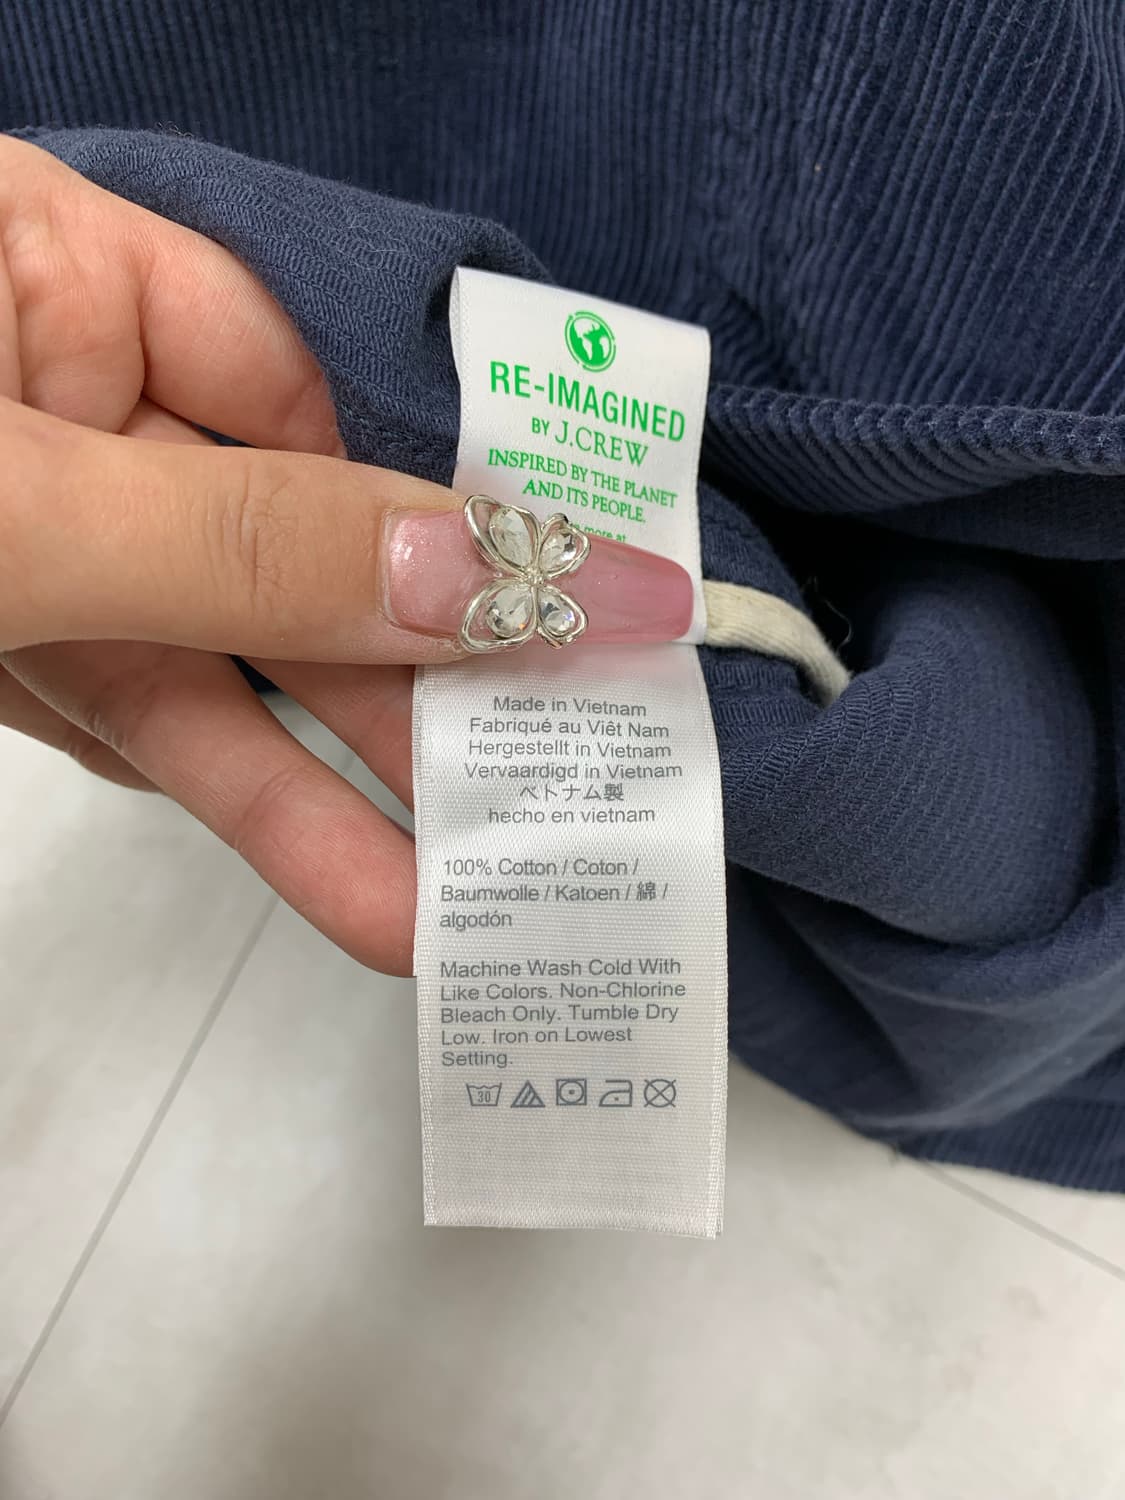 RE-IMAGINED
BY J.CREW
INSPIRED BY THE PLANET
AND ITS PEOPLE.
more at
Made in Vietnam
Fabriqué au Viêt Nam
Hergestellt in Vietnam
Vervaardigd in Vietnam
ベトナム製
hecho en vietnam
100% Cotton / Coton /
Baumwolle / Katoen / 綿 /
algodón
Machine Wash Cold With
Like Colors. Non-Chlorine
Bleach Only. Tumble Dry
Low. Iron on Lowest
Setting.
30